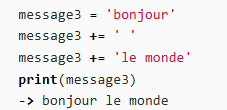 message3 = 'bonjour'
message3 += ' '
message3 += 'le monde'
print(message3)
-> bonjour le monde